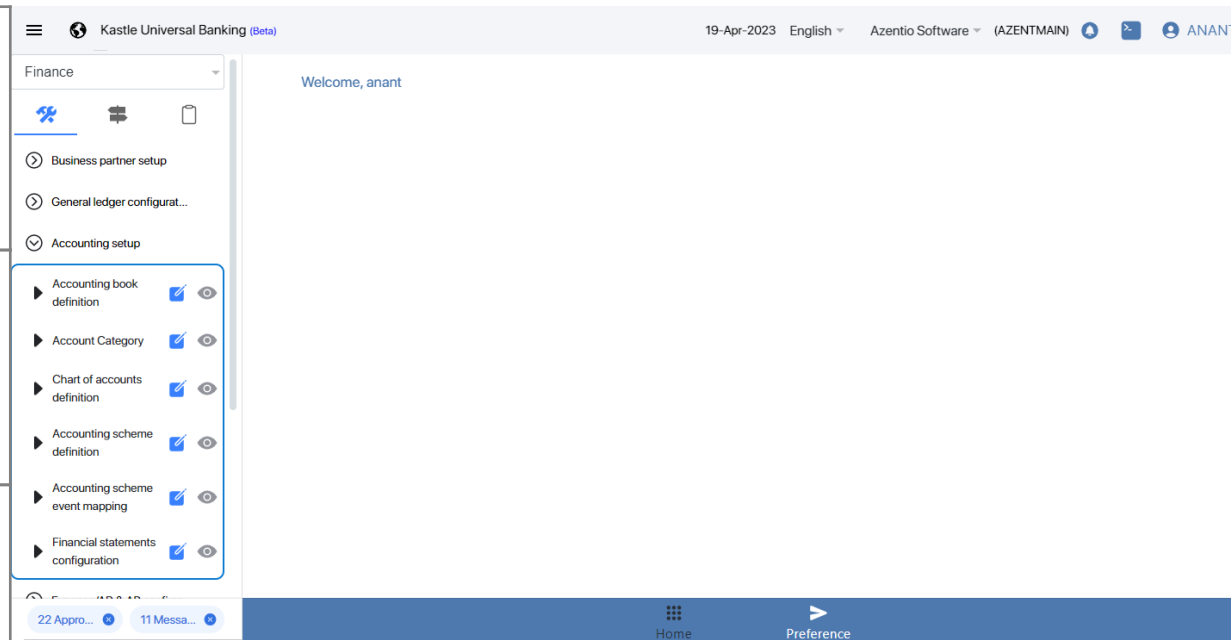 Kastle Universal Banking (Beta)
19-Apr-2023 English Azentio Software (AZENTMAIN) ANANT
Finance
Welcome, anant
Business partner setup
General ledger configurat...
Accounting setup
Accounting book
definition
Account Category
Chart of accounts
definition
Accounting scheme
definition
Accounting scheme
event mapping
Financial statements
configuration
22 Appro... 11 Messa...
Home
Preference